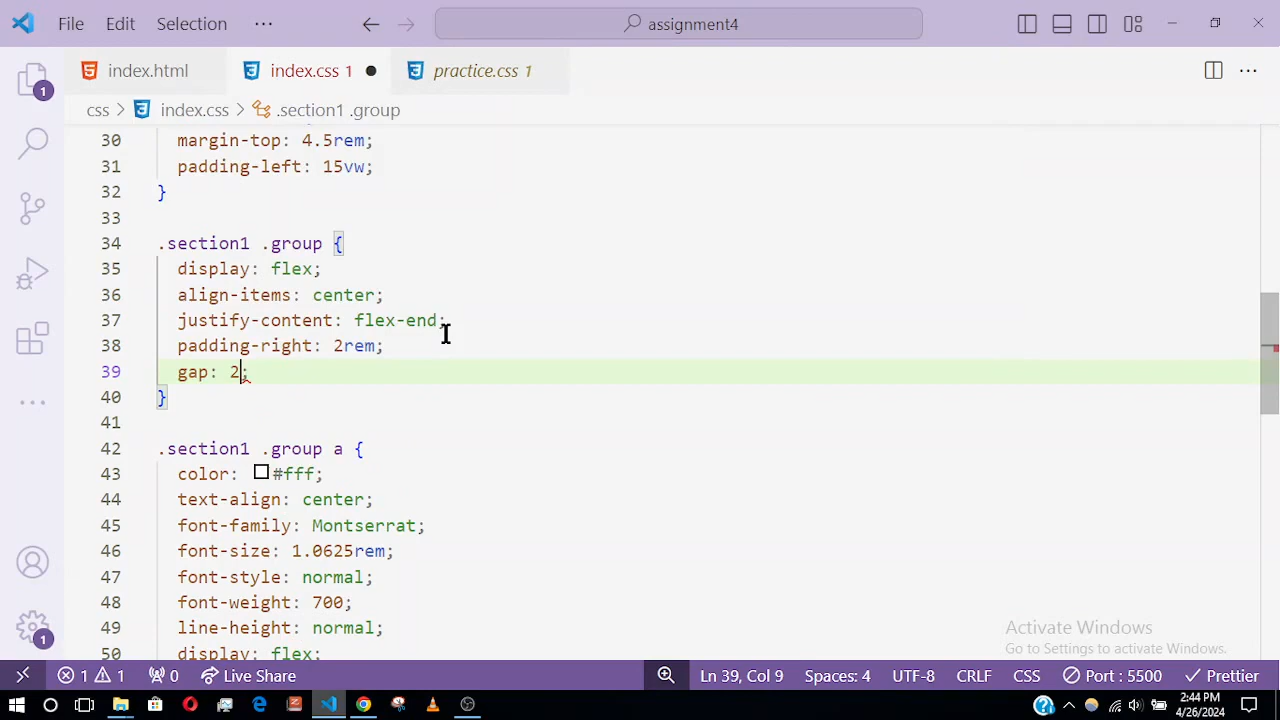 File Edit Selection ··· assignment4
index.html index.css 1 practice.css 1
css > index.css > .section1 .group
30 margin-top: 4.5rem;
31 padding-left: 15vw;
32 }
33
34 .section1 .group {
35 display: flex;
36 align-items: center;
37 justify-content: flex-end;
38 padding-right: 2rem;
39 gap: 2;
40 }
41
42 .section1 .group a {
43 color: #fff;
44 text-align: center;
45 font-family: Montserrat;
46 font-size: 1.0625rem;
47 font-style: normal;
48 font-weight: 700;
49 line-height: normal;
50 display: flex;
1
1
Activate Windows
Go to Settings to activate Windows.
1 1 0 Live Share Ln 39, Col 9 Spaces: 4 UTF-8 CRLF CSS Port : 5500 Prettier
2:44 PM
4/26/2024